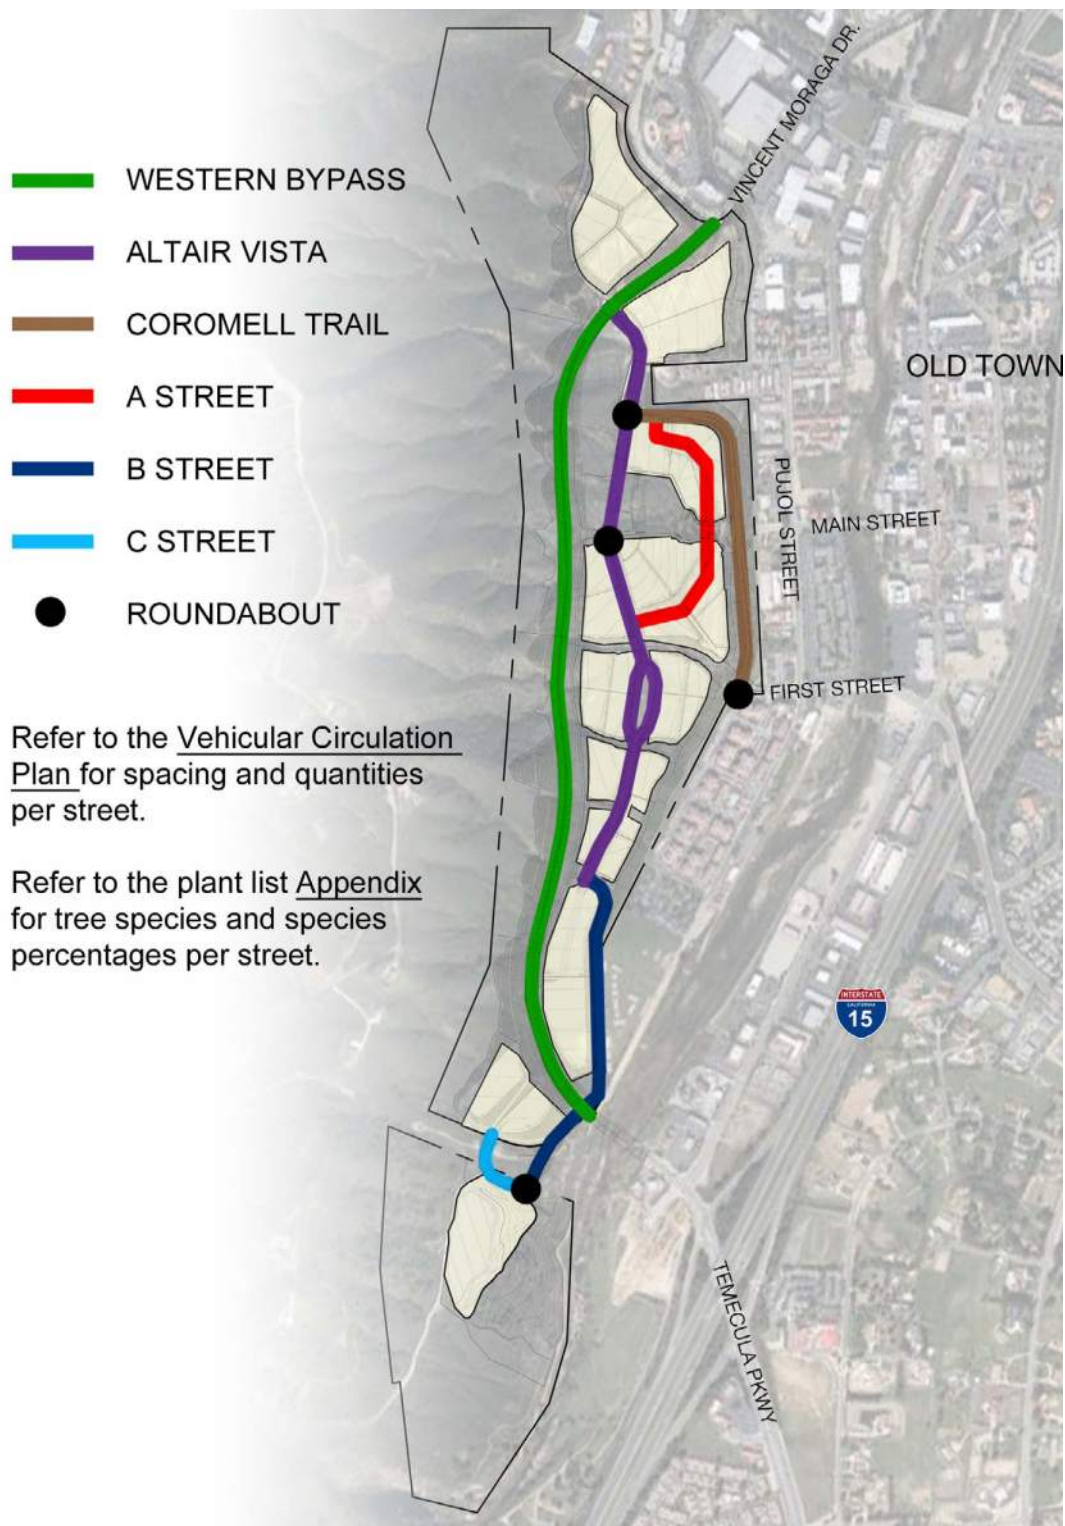 WESTERN BYPASS
ALTAIR VISTA
COROMELL TRAIL
A STREET
B STREET
C STREET
ROUNDABOUT
Refer to the Vehicular Circulation
Plan for spacing and quantities
per street.
Refer to the plant list Appendix
for tree species and species
percentages per street.
VINCENT MORAGA DR.
OLD TOWN
PUJOL STREET
MAIN STREET
FIRST STREET
INTERSTATE
CALIFORNIA
15
TEMECULA PKWY